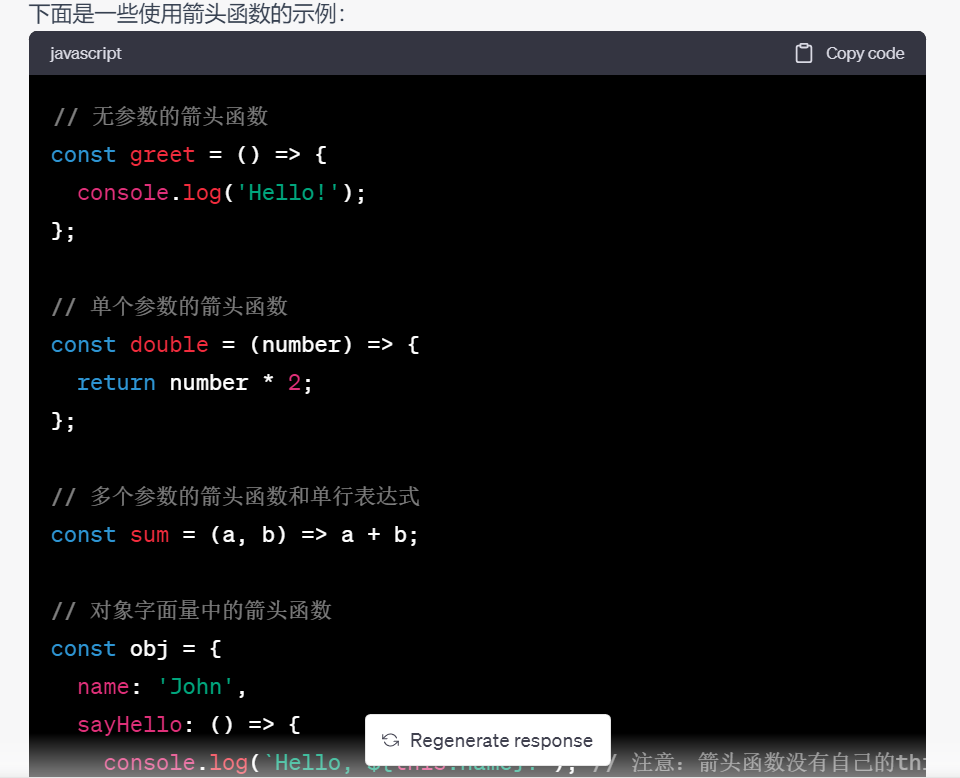 下面是一些使用箭头函数的示例：
javascript
Copy code
// 无参数的箭头函数
const greet = () => {
  console.log('Hello!');
};
// 单个参数的箭头函数
const double = (number) => {
  return number * 2;
};
// 多个参数的箭头函数和单行表达式
const sum = (a, b) => a + b;
// 对象字面量中的箭头函数
const obj = {
  name: 'John',
  sayHello: () => {
Regenerate response
    console.log(`Hello, ${this.name}!`); // 注意：箭头函数没有自己的thi